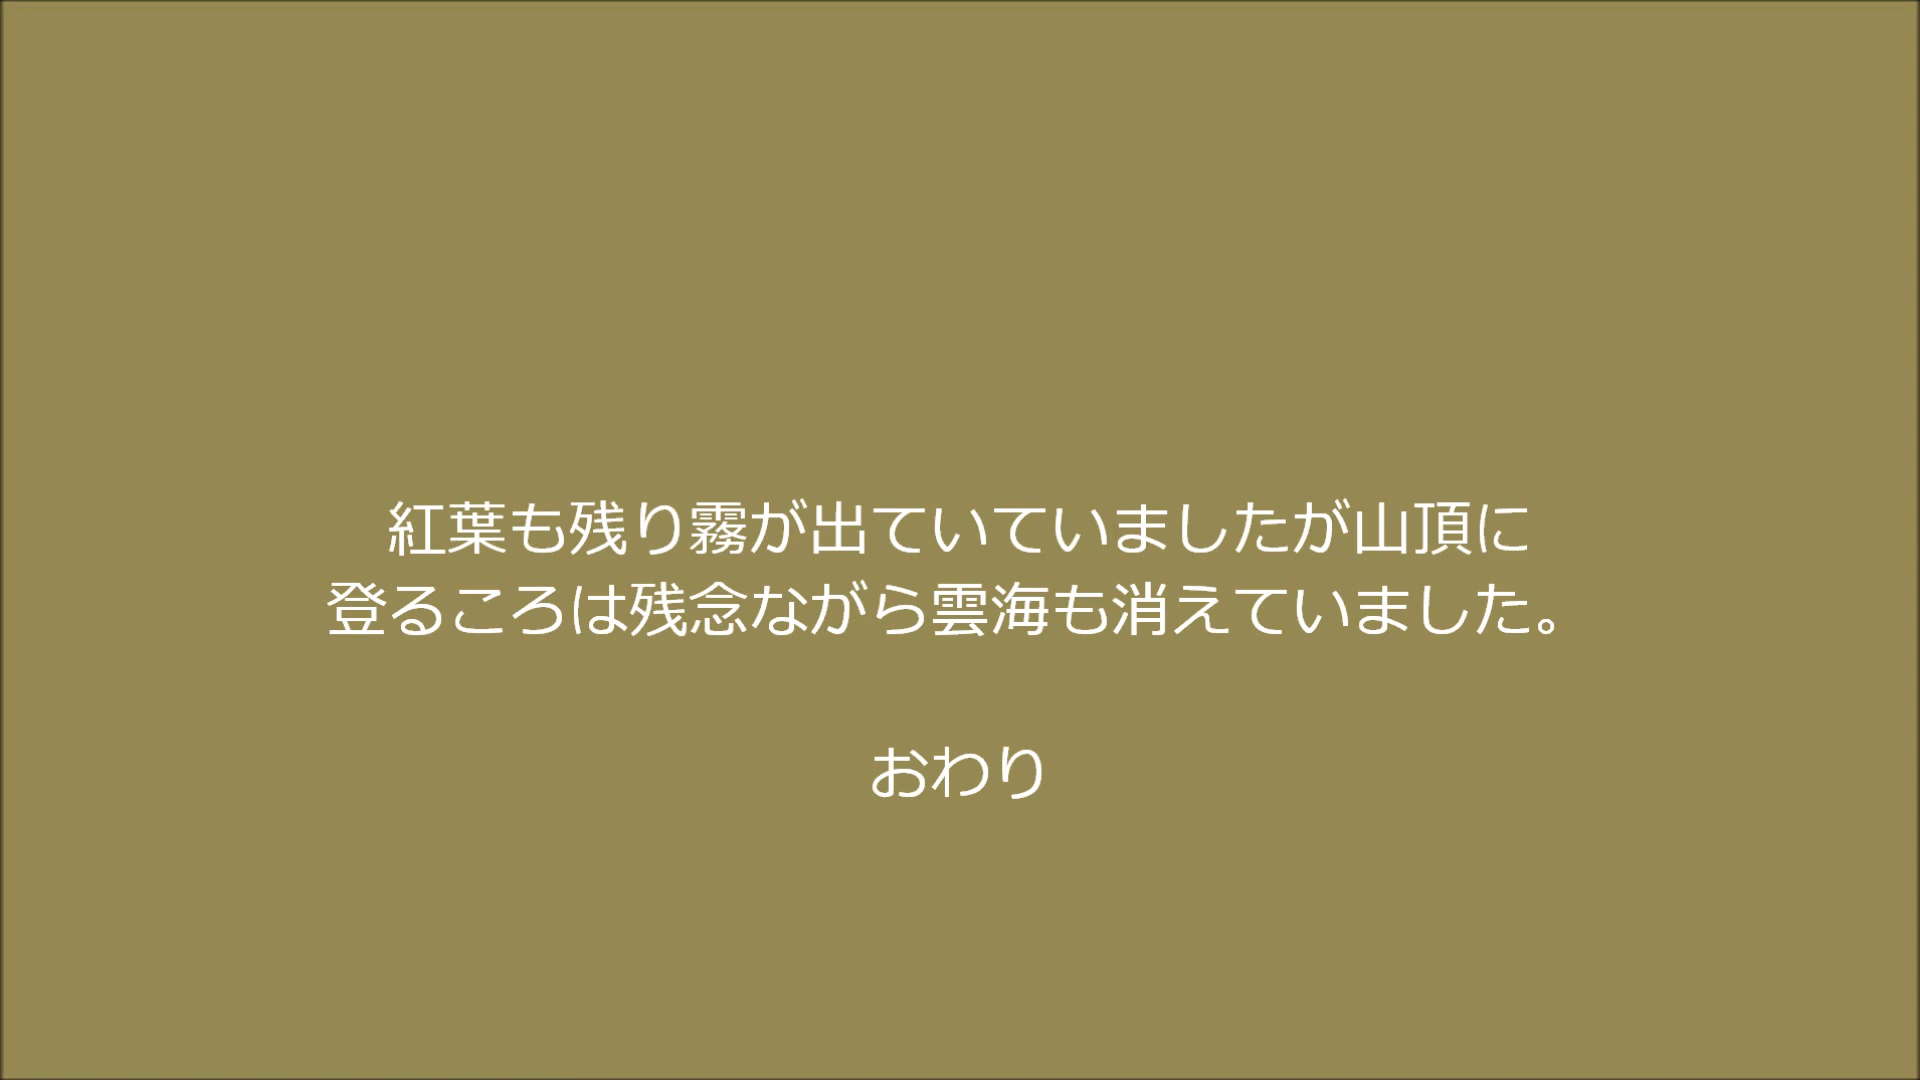 紅葉も残り霧が出ていていましたが山頂に
登るころは残念ながら雲海も消えていました。
おわり